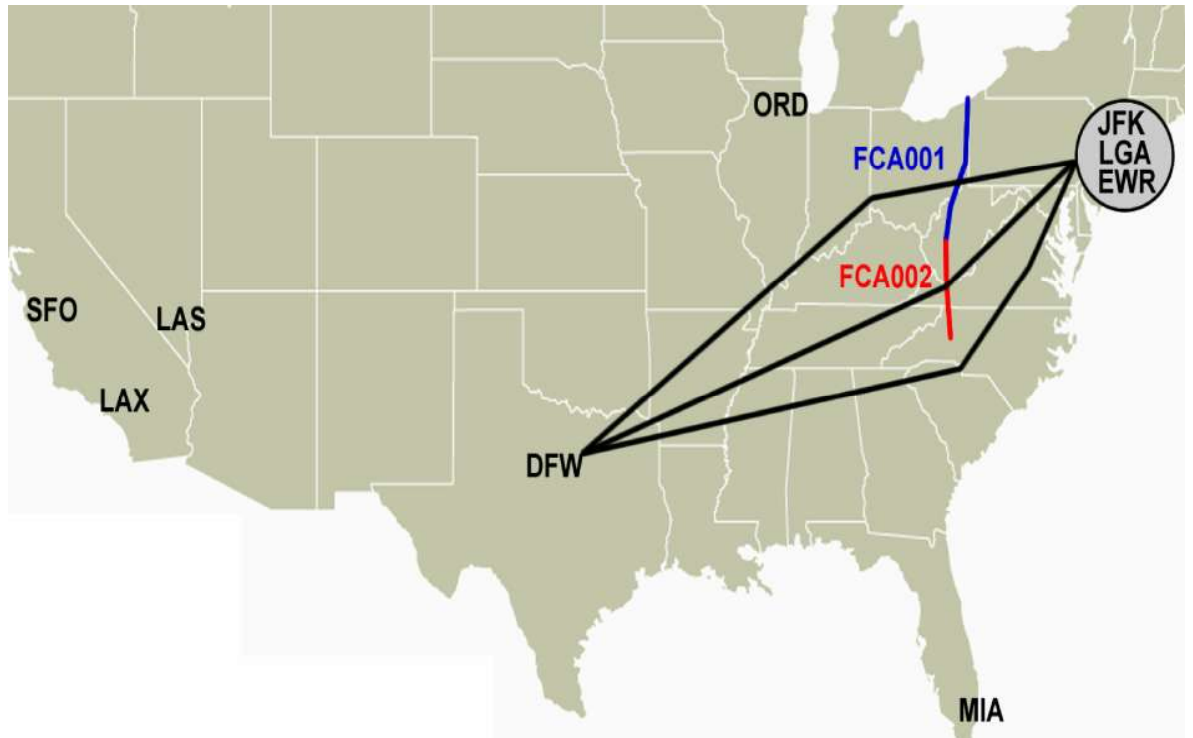 ORD
JFK
LGA
EWR
FCA001
FCA002
SFO
LAS
LAX
DFW
MIA